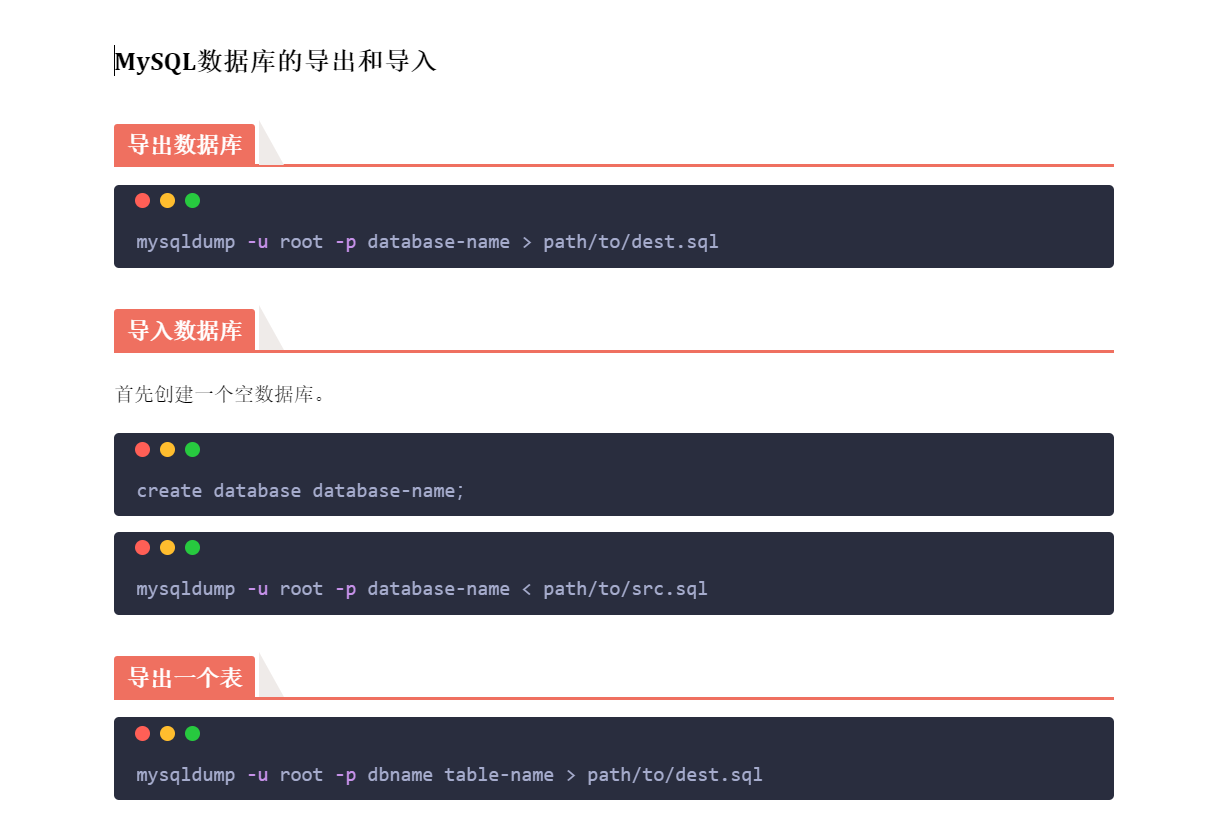 MySQL数据库的导出和导入
导出数据库
mysqldump -u root -p database-name > path/to/dest.sql
导入数据库
首先创建一个空数据库。
create database database-name;
mysqldump -u root -p database-name < path/to/src.sql
导出一个表
mysqldump -u root -p dbname table-name > path/to/dest.sql